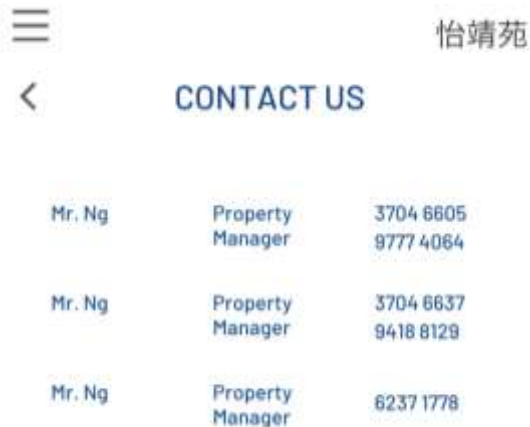 怡靖苑
CONTACT US
Mr. Ng Property Manager 3704 6605
9777 4064
Mr. Ng Property Manager 3704 6637
9418 8129
Mr. Ng Property Manager 6237 1778